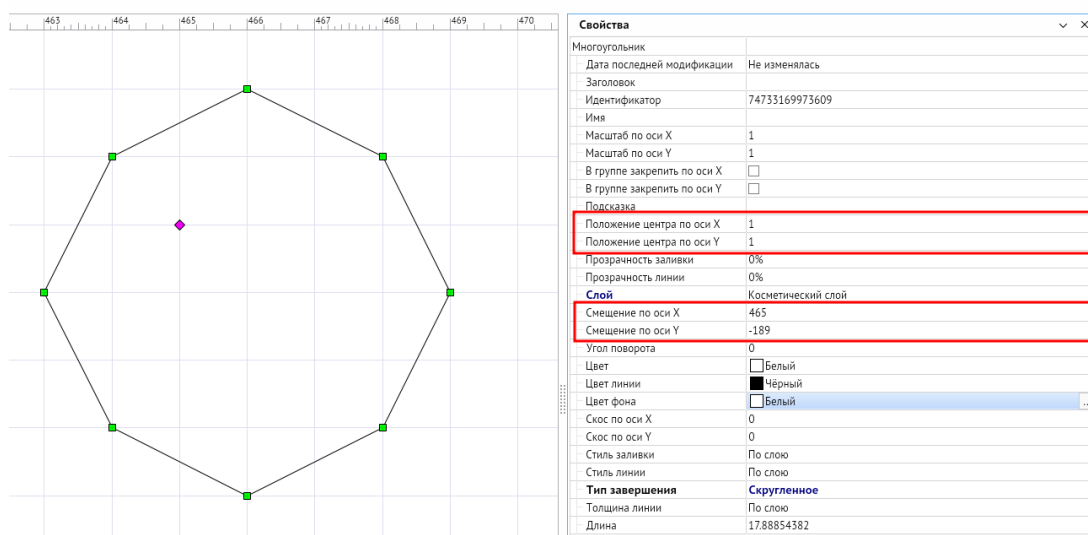 463 464 465 466 467 468 469 470
Свойства
Многоугольник
Дата последней модификации Не изменялась
Заголовок
Идентификатор 74733169973609
Имя
Масштаб по оси X 1
Масштаб по оси Y 1
В группе закрепить по оси X
В группе закрепить по оси Y
Подсказка
Положение центра по оси X 1
Положение центра по оси Y 1
Прозрачность заливки 0%
Прозрачность линии 0%
Слой Косметический слой
Смещение по оси X 465
Смещение по оси Y -189
Угол поворота 0
Цвет Белый
Цвет линии Чёрный
Цвет фона Белый ...
Скос по оси X 0
Скос по оси Y 0
Стиль заливки По слою
Стиль линии По слою
Тип завершения Скругленное
Толщина линии По слою
Длина 17.88854382